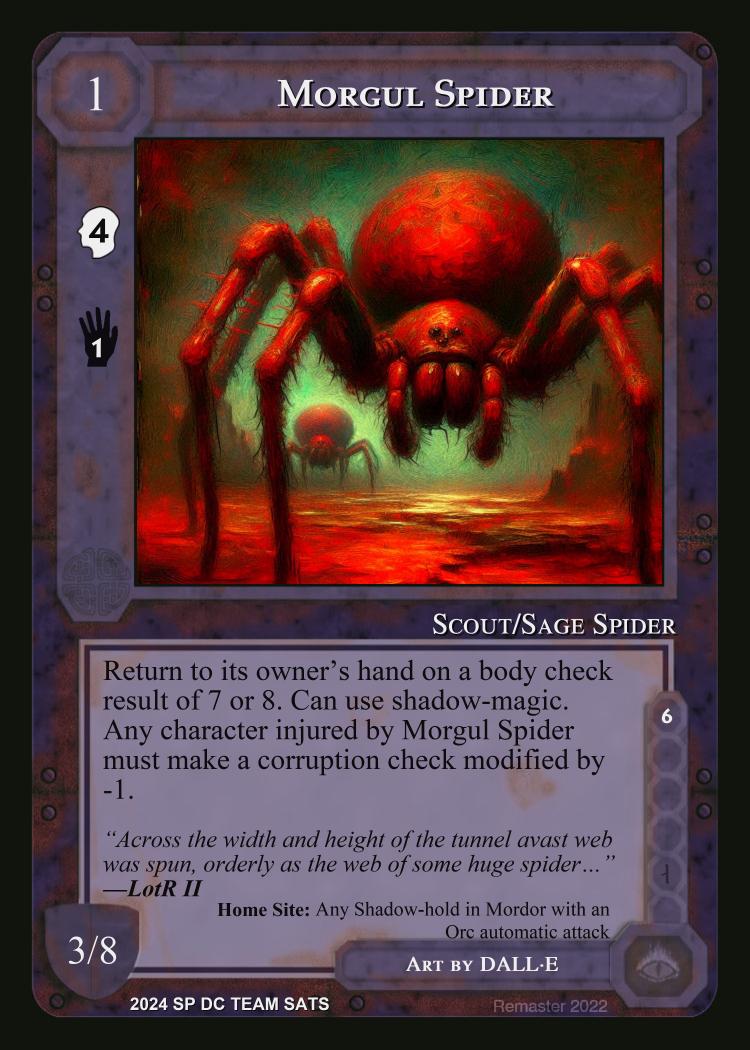 1
Morgul Spider
4
1
Scout/Sage Spider
Return to its owner's hand on a body check
result of 7 or 8. Can use shadow-magic.
Any character injured by Morgul Spider
must make a corruption check modified by
-1.
6
“Across the width and height of the tunnel avast web
was spun, orderly as the web of some huge spider…”
—LotR II
Home Site: Any Shadow-hold in Mordor with an
Orc automatic attack
3/8
Art by DALL·E
2024 SP DC TEAM SATS
Remaster 2022